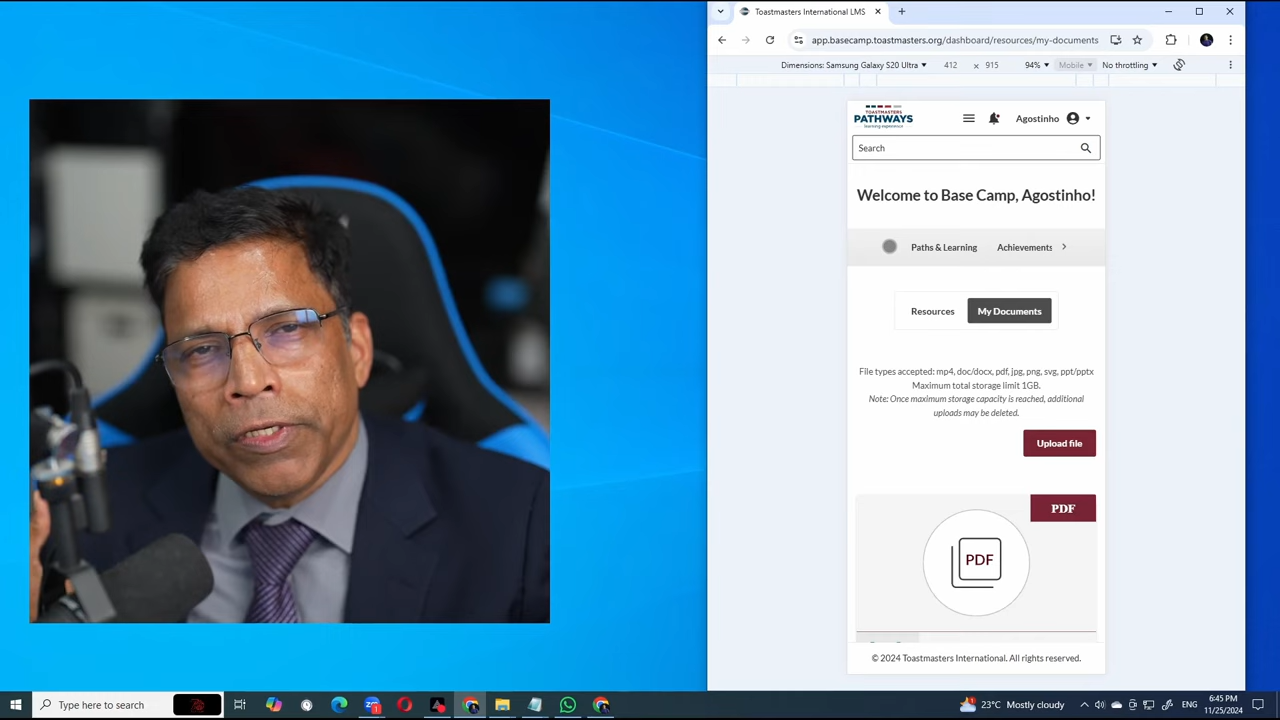 Toastmasters International LMS
app.basecamp.toastmasters.org/dashboard/resources/my-documents
Dimensions: Samsung Galaxy S20 Ultra 412 × 915 94% Mobile No throttling
TOASTMASTERS
PATHWAYS
learning experience
Agostinho
Search
Welcome to Base Camp, Agostinho!
Paths & Learning Achievements
Resources My Documents
File types accepted: mp4, doc/docx, pdf, jpg, png, svg, ppt/pptx
Maximum total storage limit 1GB.
Note: Once maximum storage capacity is reached, additional
uploads may be deleted.
Upload file
PDF
PDF
© 2024 Toastmasters International. All rights reserved.
Type here to search
23°C Mostly cloudy
ENG
6:45 PM
11/25/2024